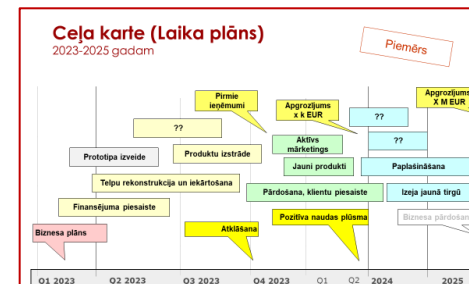 Ceļa karte (Laika plāns)
2023-2025 gadam
Piemērs
Pirmie
ieņēmumi
Apgrozījums
x k EUR
Apgrozījums
X M EUR
??
??
Aktīvs
mārketings
??
Prototipa izveide
Produktu izstrāde
Jauni produkti
Paplašināšana
Telpu rekonstrukcija un iekārtošana
Pārdošana, klientu piesaiste
Izeja jaunā tirgū
Finansējuma piesaiste
Biznesa plāns
Atklāšana
Pozitīva naudas plūsma
Biznesa pārdošan
Q1 2023
Q2 2023
Q3 2023
Q4 2023
Q1
Q2
2024
2025